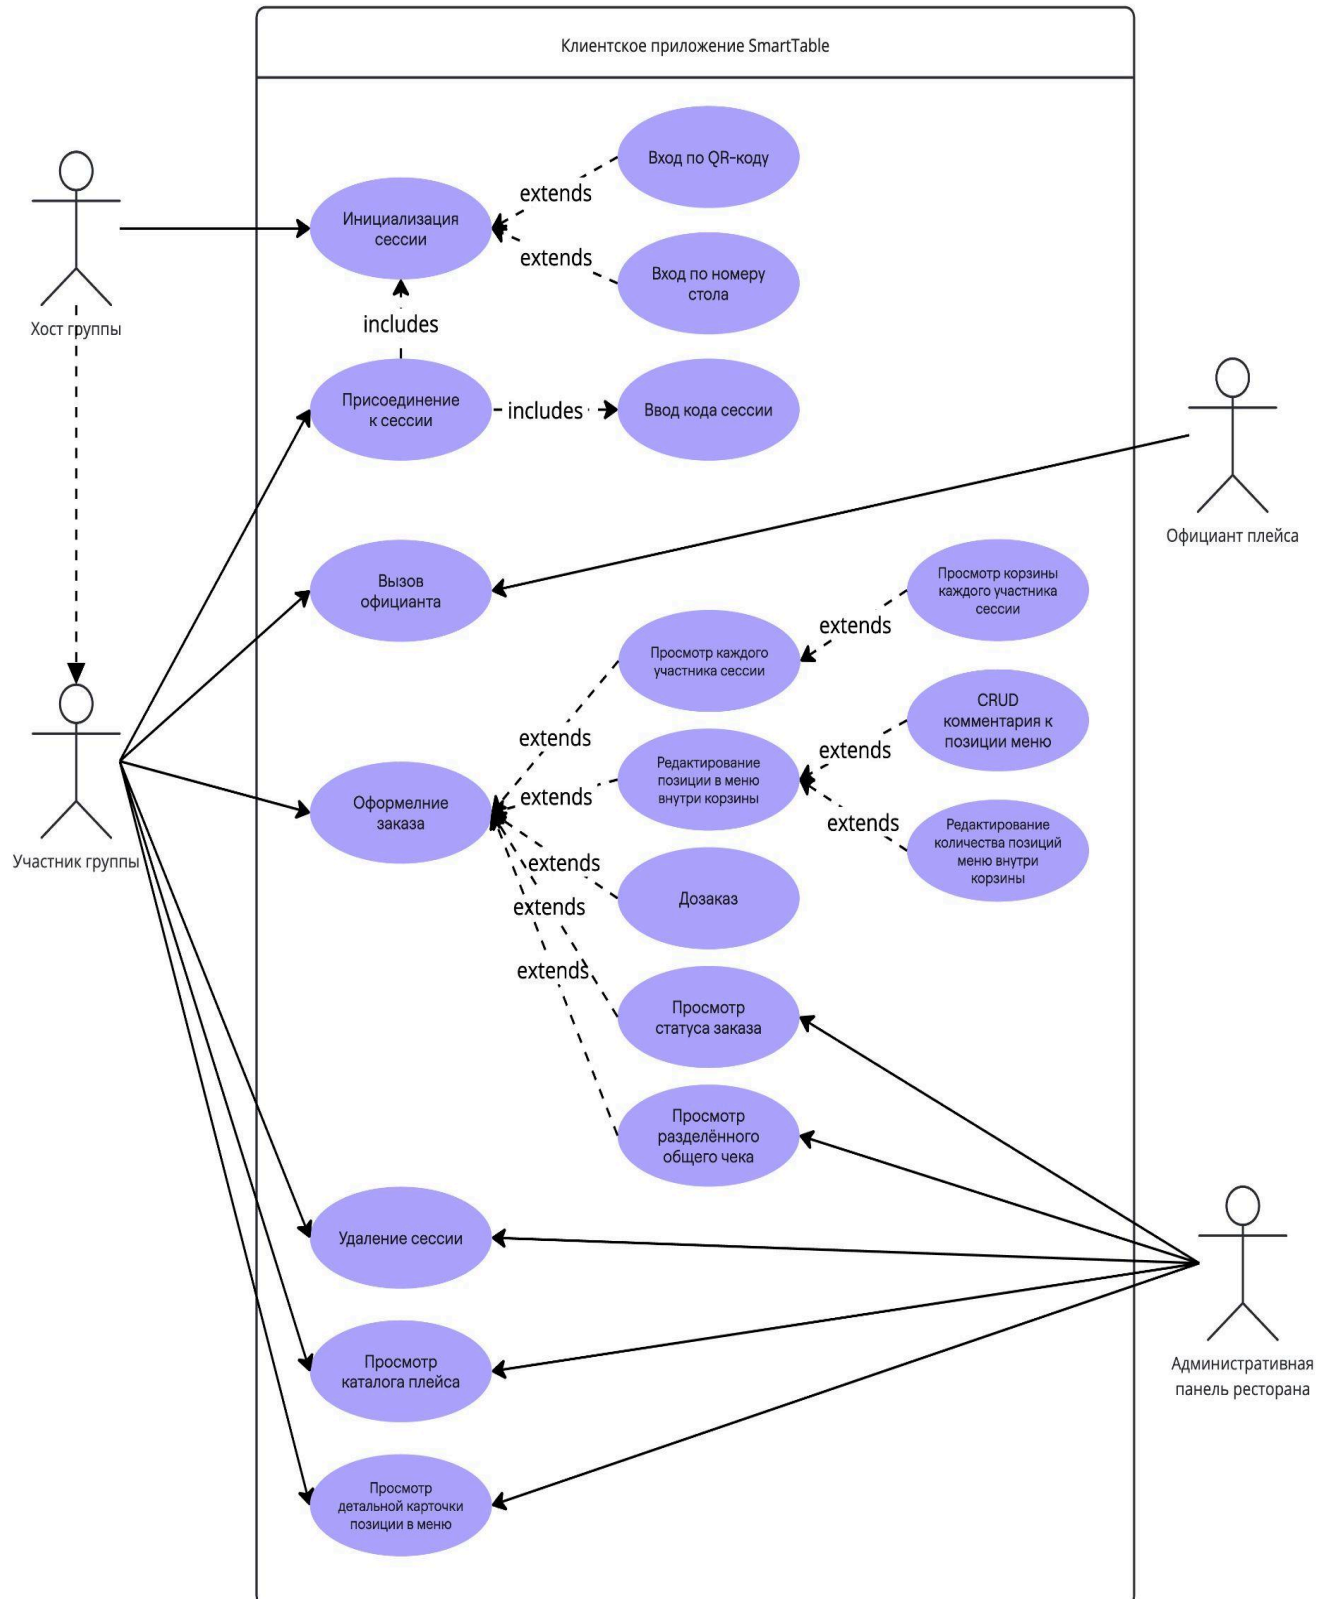 Клиентское приложение SmartTable
Вход по QR-коду
extends
Инициализация
сессии
extends
Вход по номеру
стола
Хост группы
includes
Присоединение
к сессии
includes
Ввод кода сессии
Официант плейса
Вызов
официанта
Просмотр корзины
каждого участника
сессии
extends
Просмотр каждого
участника сессии
CRUD
комментария к
позиции меню
extends
extends
Редактирование
позиции в меню
внутри корзины
extends
extends
Редактирование
количества позиций
меню внутри
корзины
Оформелние
заказа
Участник группы
extends
Дозаказ
extends
extends
Просмотр
статуса заказа
Просмотр
разделённого
общего чека
Удаление сессии
Административная
панель ресторана
Просмотр
каталога плейса
Просмотр
детальной карточки
позиции в меню